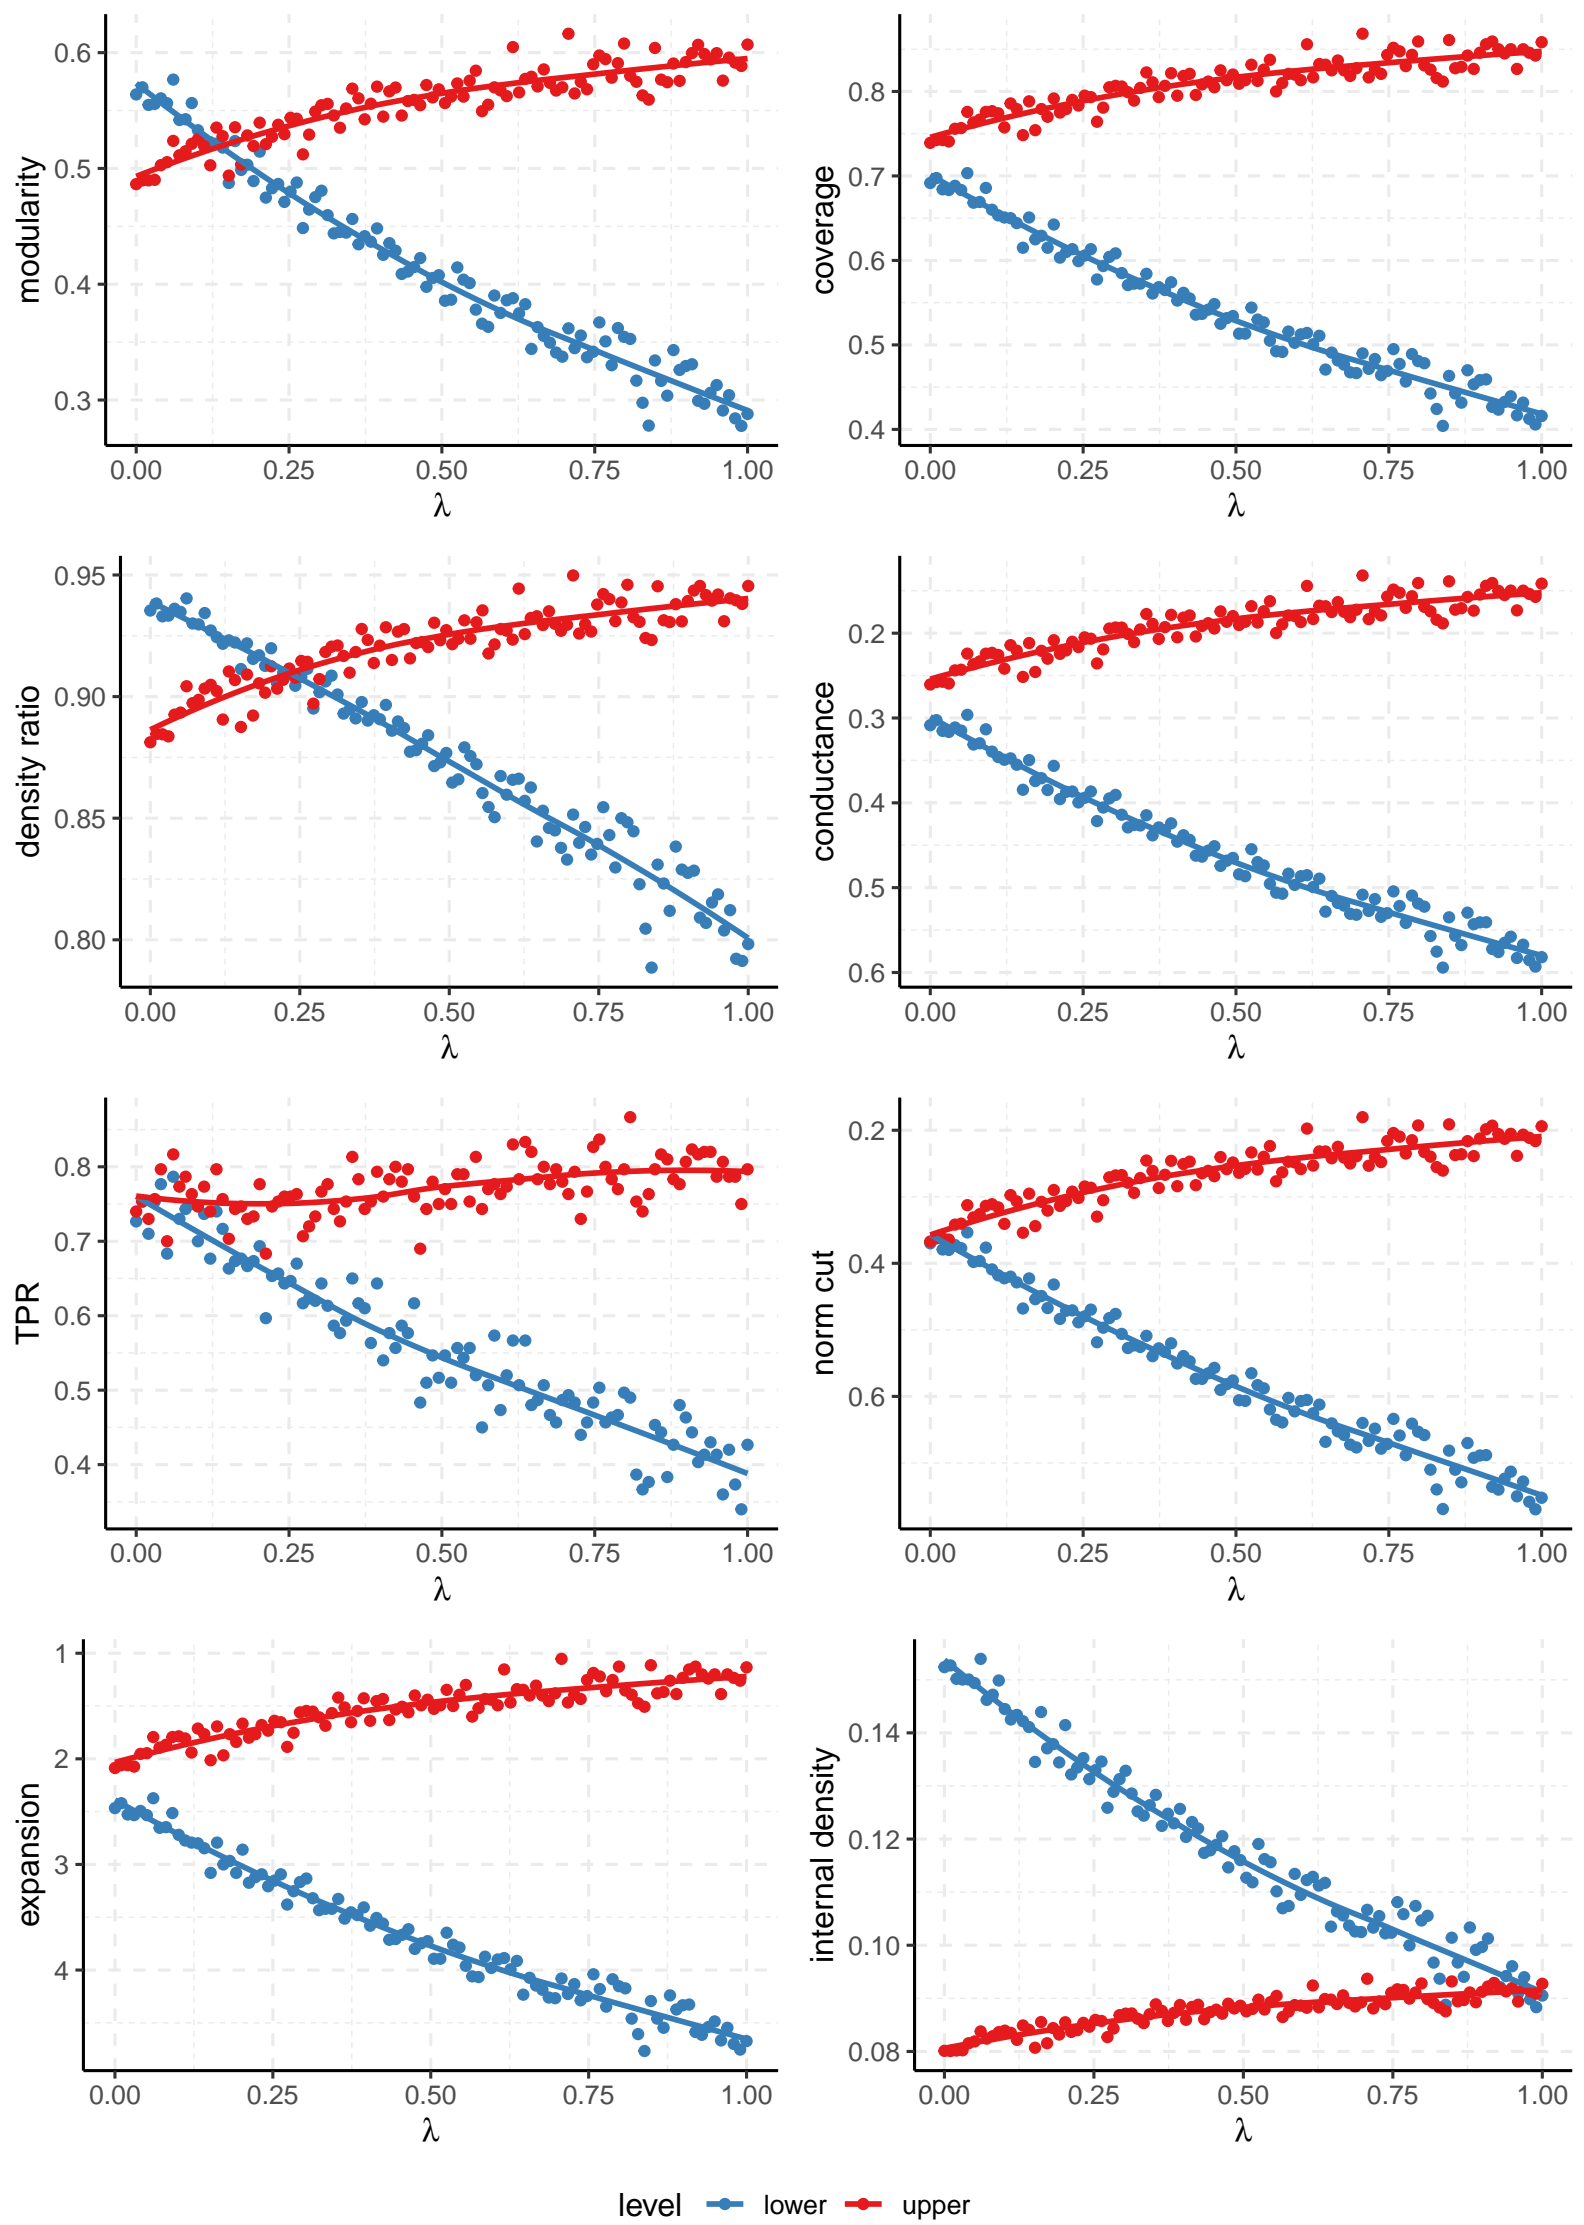 modularity
0.6
0.5
0.4
0.3
0.00 0.25 0.50 0.75 1.00
λ
coverage
0.8
0.7
0.6
0.5
0.4
0.00 0.25 0.50 0.75 1.00
λ
density ratio
0.95
0.90
0.85
0.80
0.00 0.25 0.50 0.75 1.00
λ
conductance
0.2
0.3
0.4
0.5
0.6
0.00 0.25 0.50 0.75 1.00
λ
TPR
0.8
0.7
0.6
0.5
0.4
0.00 0.25 0.50 0.75 1.00
λ
norm cut
0.2
0.4
0.6
0.00 0.25 0.50 0.75 1.00
λ
expansion
1
2
3
4
0.00 0.25 0.50 0.75 1.00
λ
internal density
0.14
0.12
0.10
0.08
0.00 0.25 0.50 0.75 1.00
λ
level lower upper